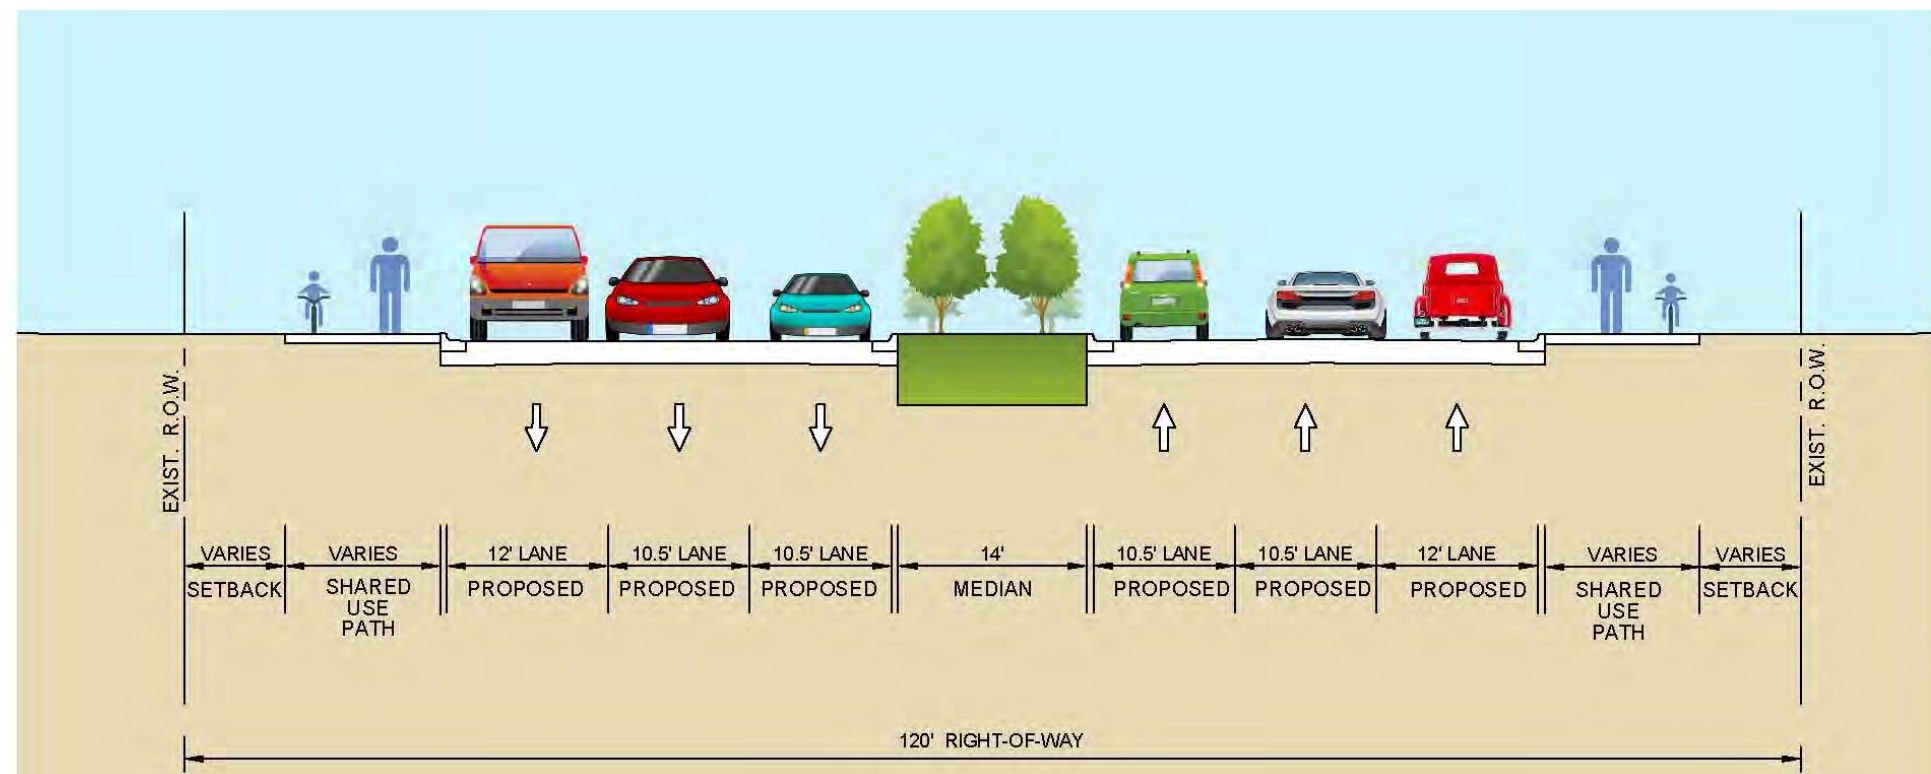 EXIST. R.O.W.
EXIST. R.O.W.
VARIES
SETBACK
VARIES
SHARED
USE
PATH
12' LANE
PROPOSED
10.5' LANE
PROPOSED
10.5' LANE
PROPOSED
14'
MEDIAN
10.5' LANE
PROPOSED
10.5' LANE
PROPOSED
12' LANE
PROPOSED
VARIES
SHARED
USE
PATH
VARIES
SETBACK
120' RIGHT-OF-WAY